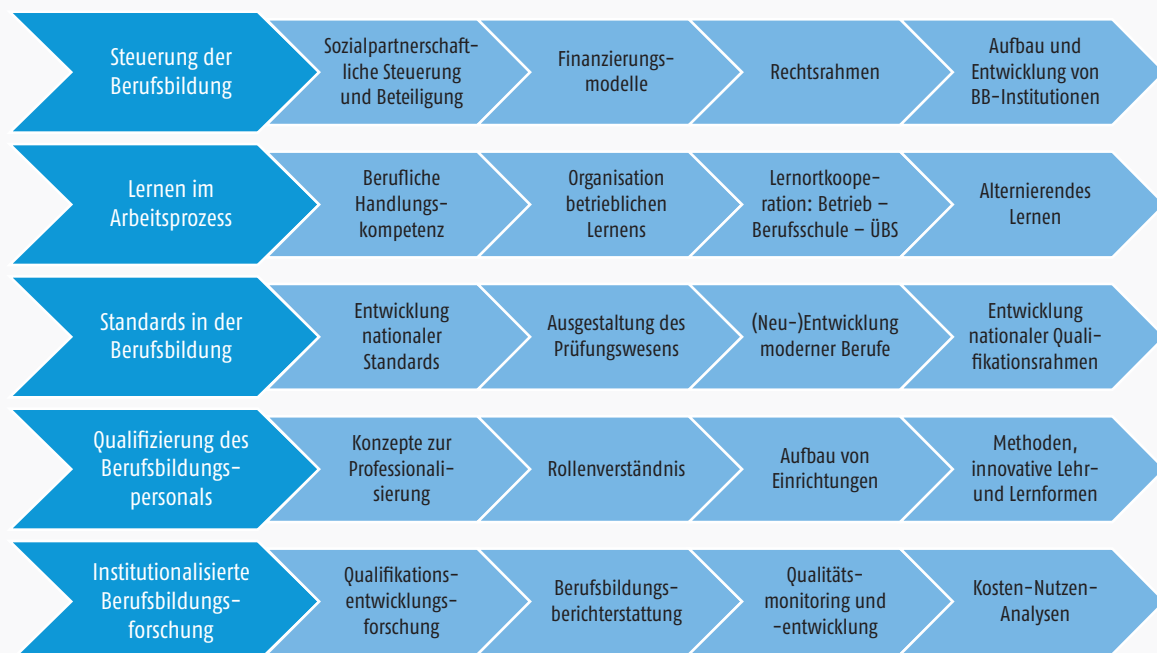 Steuerung der
Berufsbildung
Sozialpartnerschaft-
liche Steuerung
und Beteiligung
Finanzierungs-
modelle
Rechtsrahmen
Aufbau und
Entwicklung von
BB-Institutionen
Lernen im
Arbeitsprozess
Berufliche
Handlungs-
kompetenz
Organisation
betrieblichen
Lernens
Lernortkoope-
ration: Betrieb –
Berufsschule – ÜBS
Alternierendes
Lernen
Standards in der
Berufsbildung
Entwicklung
nationaler
Standards
Ausgestaltung des
Prüfungswesens
(Neu-)Entwicklung
moderner Berufe
Entwicklung
nationaler Quali-
fikationsrahmen
Qualifizierung des
Berufsbildungs-
personals
Konzepte zur
Professionali-
sierung
Rollenverständnis
Aufbau von
Einrichtungen
Methoden,
innovative Lehr-
und Lernformen
Institutionalisierte
Berufsbildungs-
forschung
Qualifikations-
entwicklungs-
forschung
Berufsbildungs-
berichterstattung
Qualitäts-
monitoring und
-entwicklung
Kosten-Nutzen-
Analysen